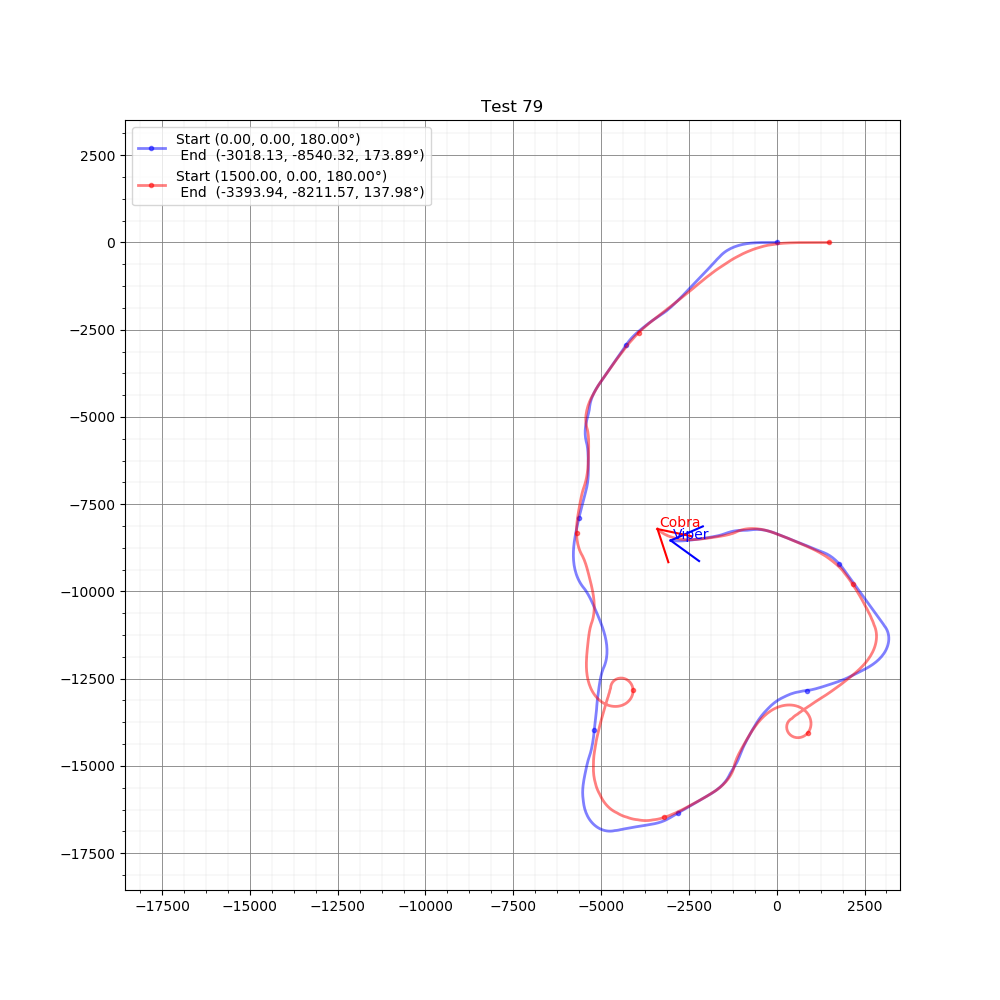 Test 79
Start (0.00, 0.00, 180.00°)
End  (-3018.13, -8540.32, 173.89°)
Start (1500.00, 0.00, 180.00°)
End  (-3393.94, -8211.57, 137.98°)
2500
0
−2500
−5000
−7500
−10000
−12500
−15000
−17500
Cobra
Viper
−17500 −15000 −12500 −10000 −7500 −5000 −2500 0 2500